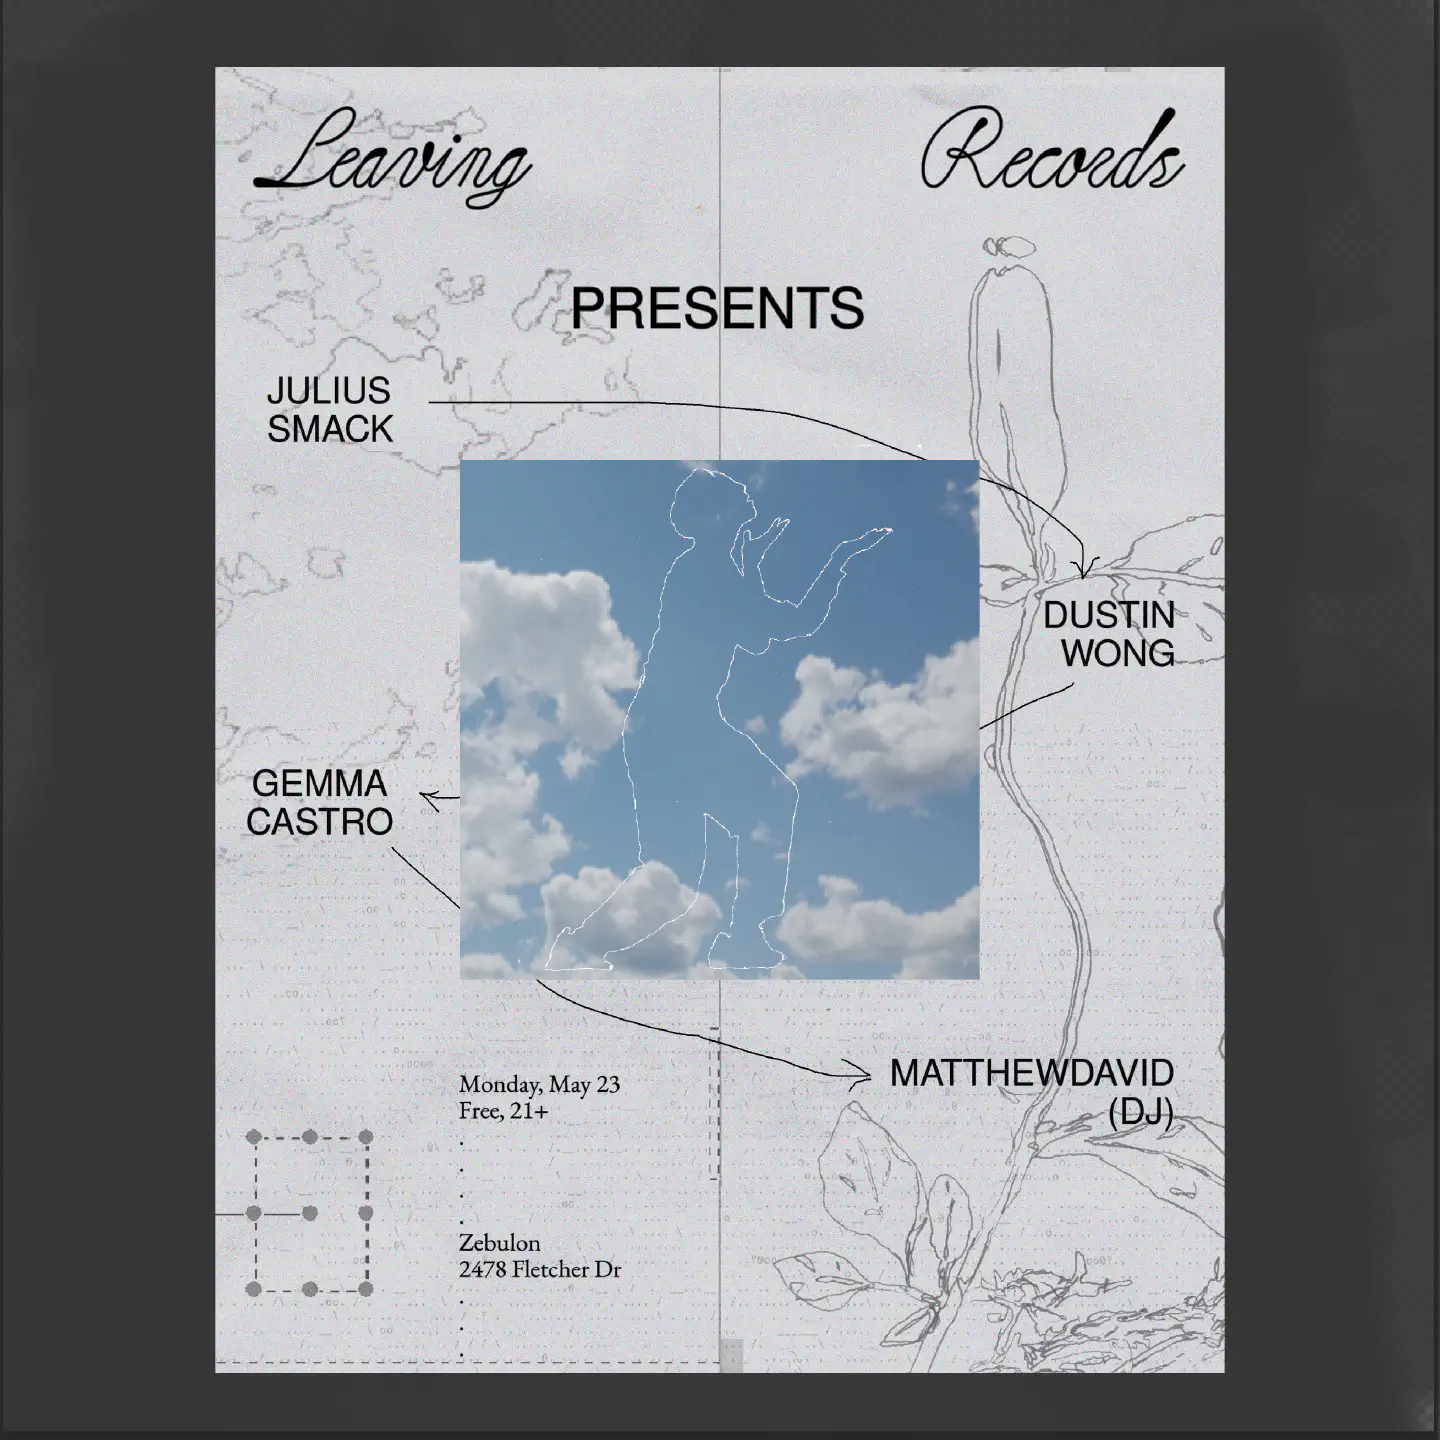 Leaving Records
PRESENTS
JULIUS
SMACK
DUSTIN
WONG
GEMMA
CASTRO
MATTHEWDAVID
(DJ)
Monday, May 23
Free, 21+
.
.
.
.
Zebulon
2478 Fletcher Dr
.
.
.